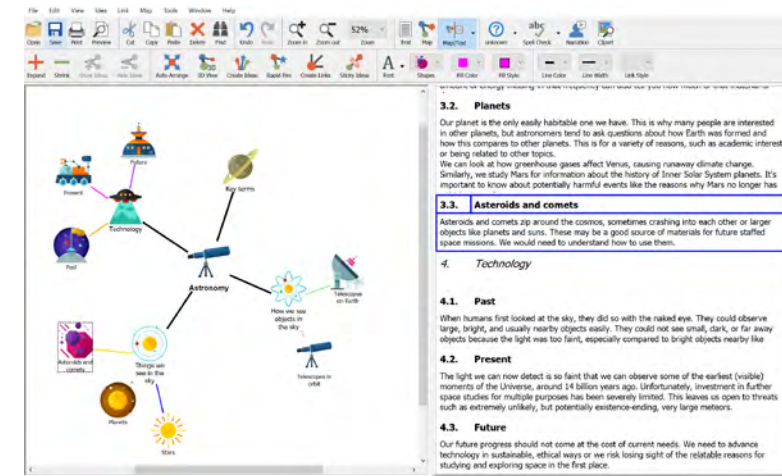 File Edit View Idea Link Map Tools Window Help
Open Save Print Preview Cut Copy Paste Delete Find Undo Redo Zoom in Zoom out 52% Zoom Text Map Map/Text unknown Spell Check Narration Clipart
Expand Shrink Show Ideas Hide Ideas Auto-Arrange 3D View Create Ideas Rapid Fire Create Links Sticky Ideas Font Shapes Fill Color Fill Style Line Color Line Width Link Style
Future
Present
Technology
Past
Key terms
Astronomy
How we see
objects in
the sky
Telescopes
on Earth
Telescopes in
orbit
Asteroids and
comets
Things we
see in the
sky
Planets
Stars
3.2. Planets
Our planet is the only easily habitable one we have. This is why many people are interested
in other planets, but astronomers tend to ask questions about how Earth was formed and
how this compares to other planets. This is for a variety of reasons, such as academic interest
or being related to other topics.
We can look at how greenhouse gases affect Venus, causing runaway climate change.
Similarly, we study Mars for information about the history of Inner Solar System planets. It's
important to know about potentially harmful events like the reasons why Mars no longer has
3.3. Asteroids and comets
Asteroids and comets zip around the cosmos, sometimes crashing into each other or larger
objects like planets and suns. These may be a good source of materials for future staffed
space missions. We would need to understand how to use them.
4. Technology
4.1. Past
When humans first looked at the sky, they did so with the naked eye. They could observe
large, bright, and usually nearby objects easily. They could not see small, dark, or far away
objects because the light was too faint, especially compared to bright objects nearby like
4.2. Present
The light we can now detect is so faint that we can observe some of the earliest (visible)
moments of the Universe, around 14 billion years ago. Unfortunately, investment in further
space studies for multiple purposes has been severely limited. This leaves us open to threats
such as extremely unlikely, but potentially existence-ending, very large meteors.
4.3. Future
Our future progress should not come at the cost of current needs. We need to advance
technology in sustainable, ethical ways or we risk losing sight of the relatable reasons for
studying and exploring space in the first place.